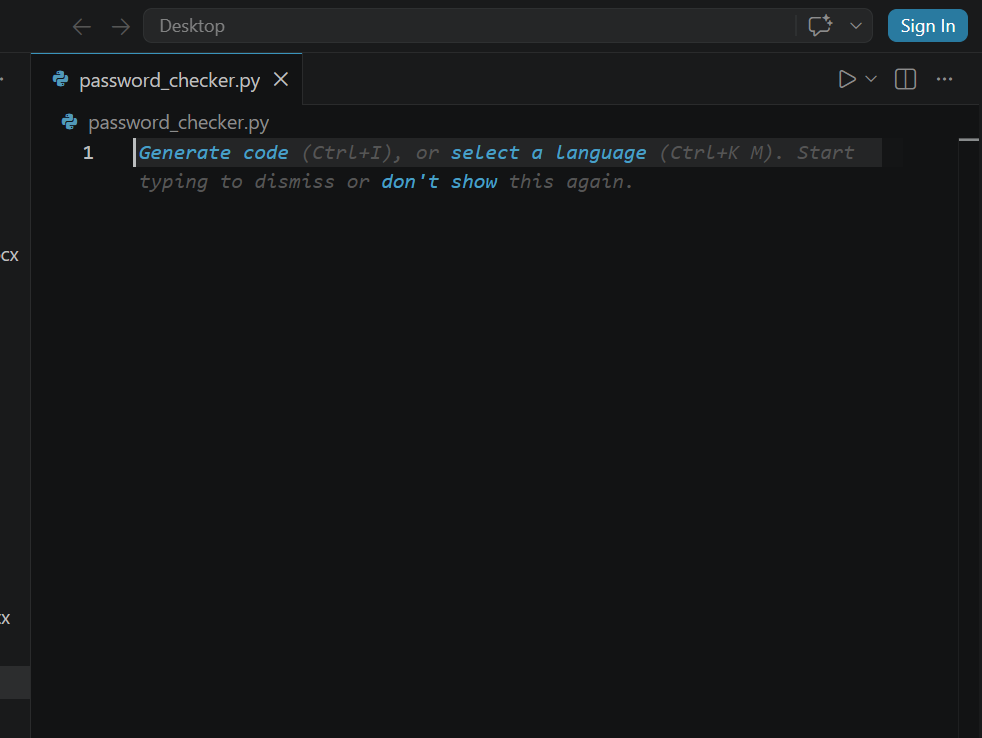 Desktop
Sign In
password_checker.py
password_checker.py
1
Generate code (Ctrl+I), or select a language (Ctrl+K M). Start
typing to dismiss or don't show this again.
cx